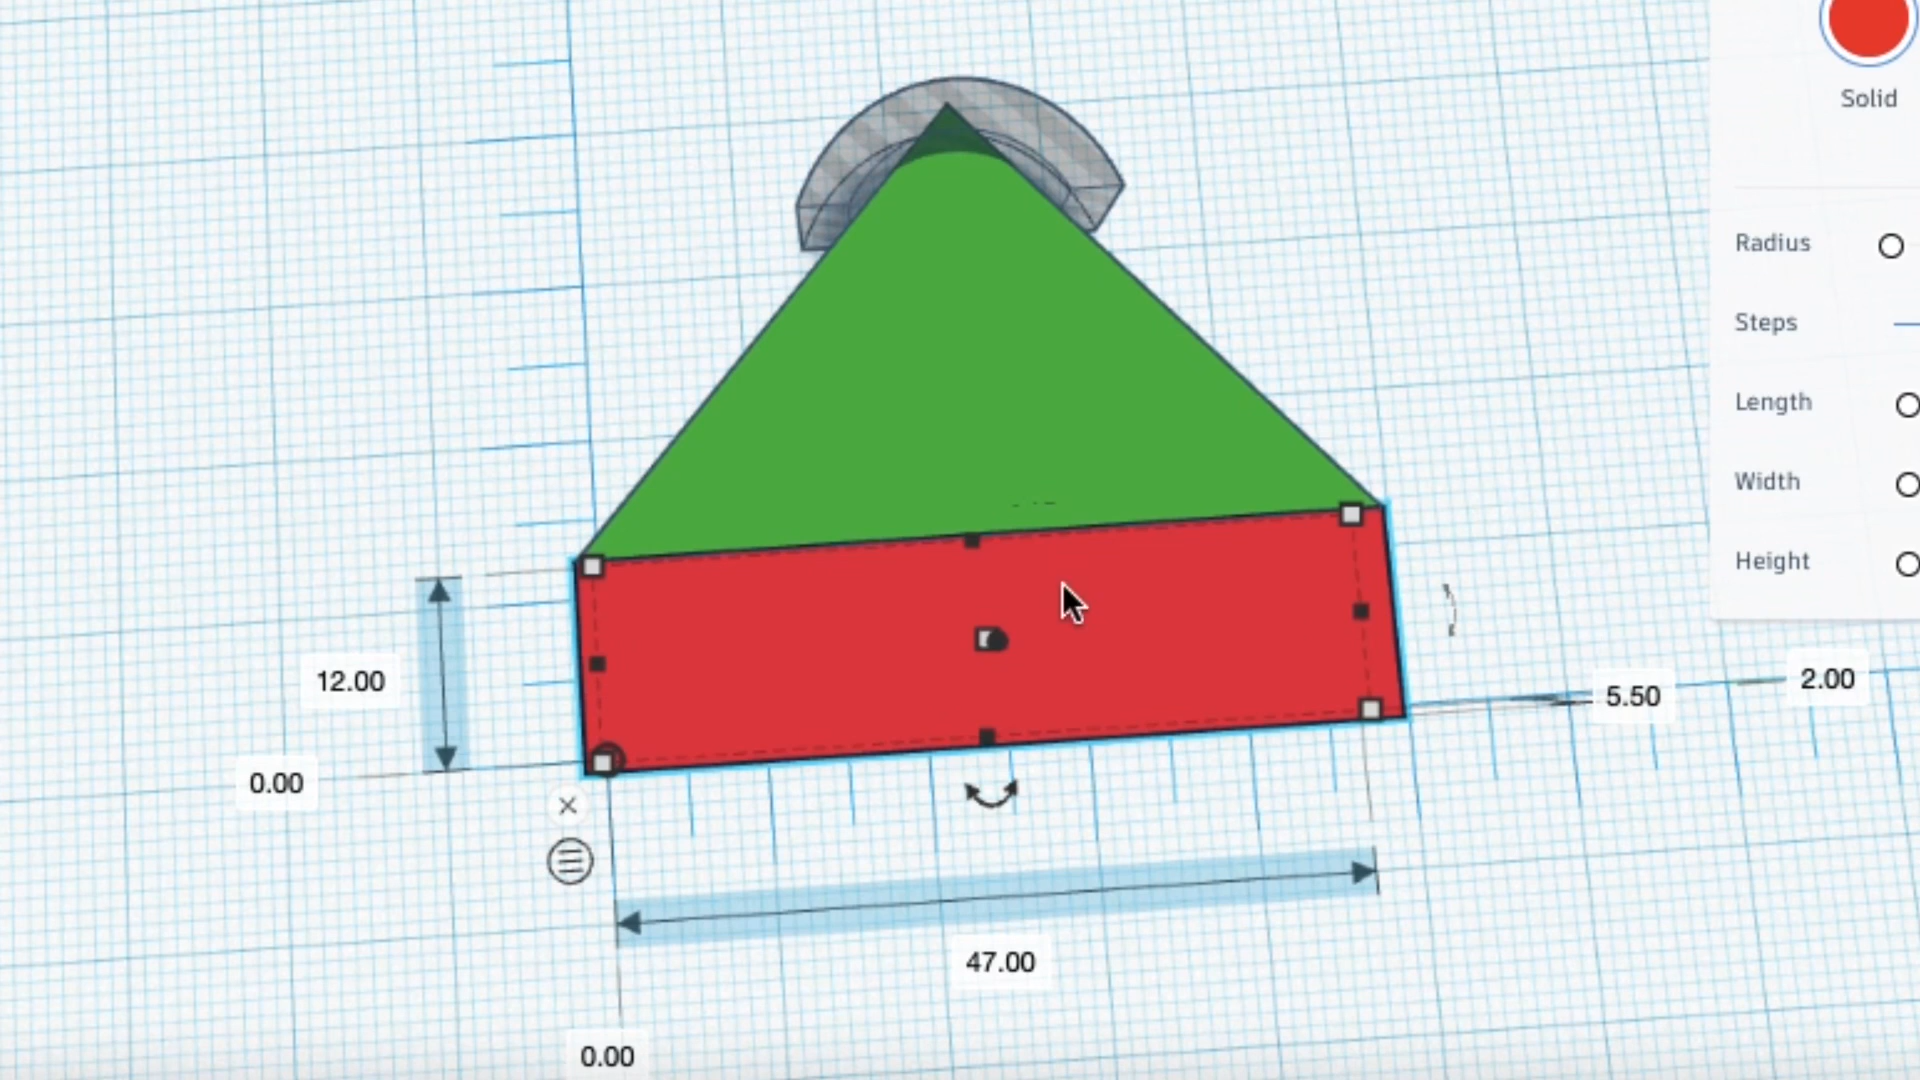 Solid
Radius
Steps
Length
Width
Height
12.00
5.50
2.00
0.00
47.00
0.00